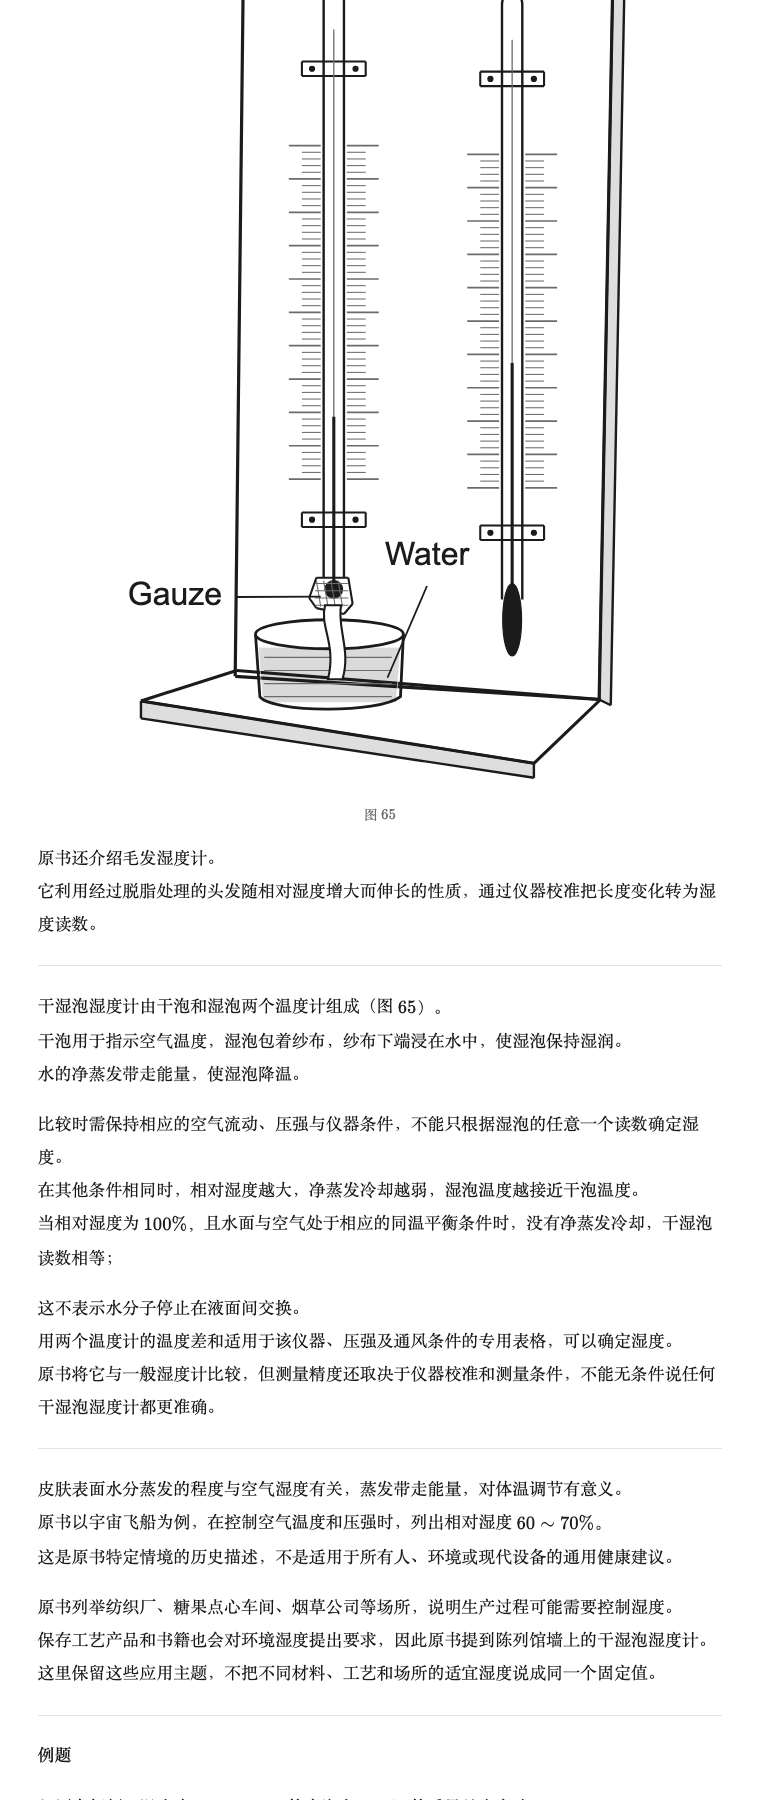 Water
Gauze
图 65
原书还介绍毛发湿度计。
它利用经过脱脂处理的头发随相对湿度增大而伸长的性质，通过仪器校准把长度变化转为湿
度读数。
干湿泡湿度计由干泡和湿泡两个温度计组成（图 65）。
干泡用于指示空气温度，湿泡包着纱布，纱布下端浸在水中，使湿泡保持湿润。
水的净蒸发带走能量，使湿泡降温。
比较时需保持相应的空气流动、压强与仪器条件，不能只根据湿泡的任意一个读数确定湿
度。
在其他条件相同时，相对湿度越大，净蒸发冷却越弱，湿泡温度越接近干泡温度。
当相对湿度为 100%，且水面与空气处于相应的同温平衡条件时，没有净蒸发冷却，干湿泡
读数相等；
这不表示水分子停止在液面间交换。
用两个温度计的温度差和适用于该仪器、压强及通风条件的专用表格，可以确定湿度。
原书将它与一般湿度计比较，但测量精度还取决于仪器校准和测量条件，不能无条件说任何
干湿泡湿度计都更准确。
皮肤表面水分蒸发的程度与空气湿度有关，蒸发带走能量，对体温调节有意义。
原书以宇宙飞船为例，在控制空气温度和压强时，列出相对湿度 60 ∼ 70%。
这是原书特定情境的历史描述，不是适用于所有人、环境或现代设备的通用健康建议。
原书列举纺织厂、糖果点心车间、烟草公司等场所，说明生产过程可能需要控制湿度。
保存工艺产品和书籍也会对环境湿度提出要求，因此原书提到陈列馆墙上的干湿泡湿度计。
这里保留这些应用主题，不把不同材料、工艺和场所的适宜湿度说成同一个固定值。
例题